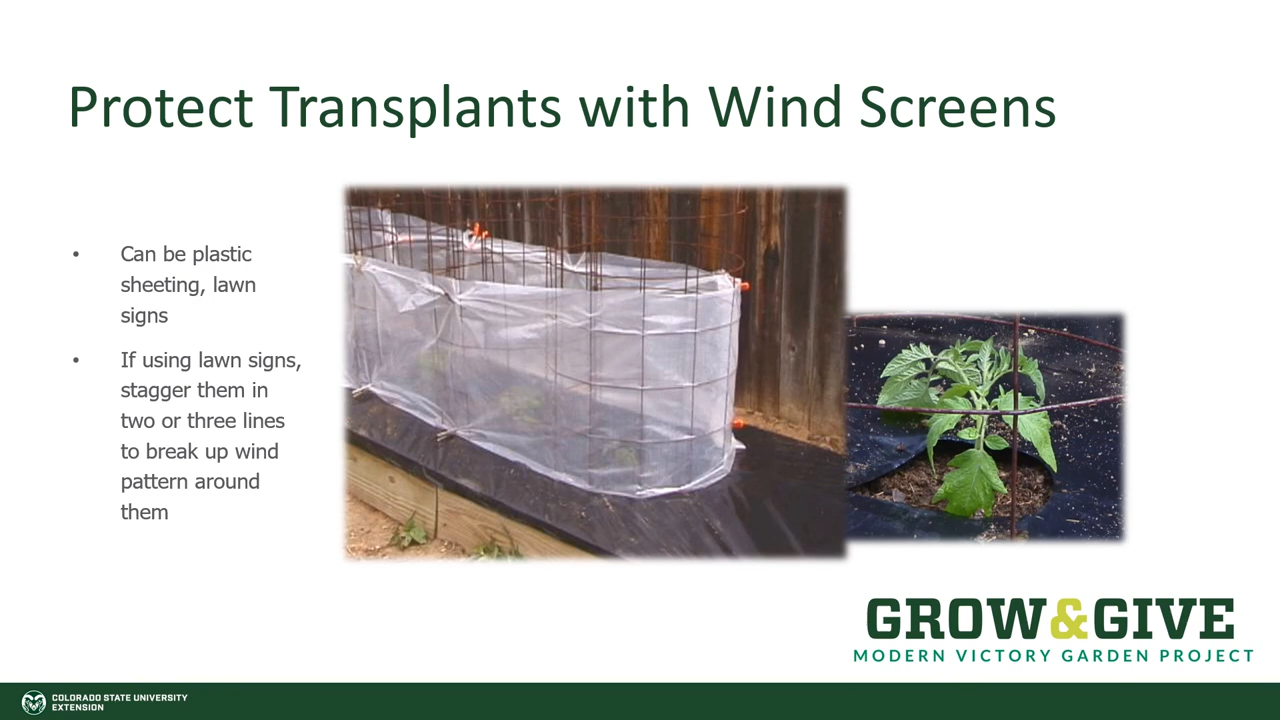 Protect Transplants with Wind Screens
• Can be plastic
sheeting, lawn
signs
• If using lawn signs,
stagger them in
two or three lines
to break up wind
pattern around
them
GROW&GIVE
MODERN VICTORY GARDEN PROJECT
COLORADO STATE UNIVERSITY
EXTENSION